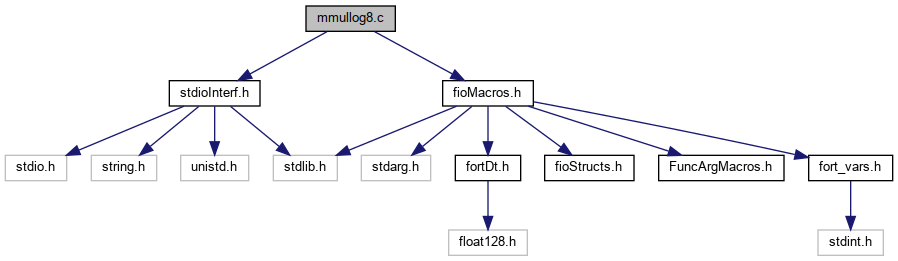 mmullog8.c
stdioInterf.h
fioMacros.h
stdio.h
string.h
unistd.h
stdlib.h
stdarg.h
fortDt.h
fioStructs.h
FuncArgMacros.h
fort_vars.h
float128.h
stdint.h